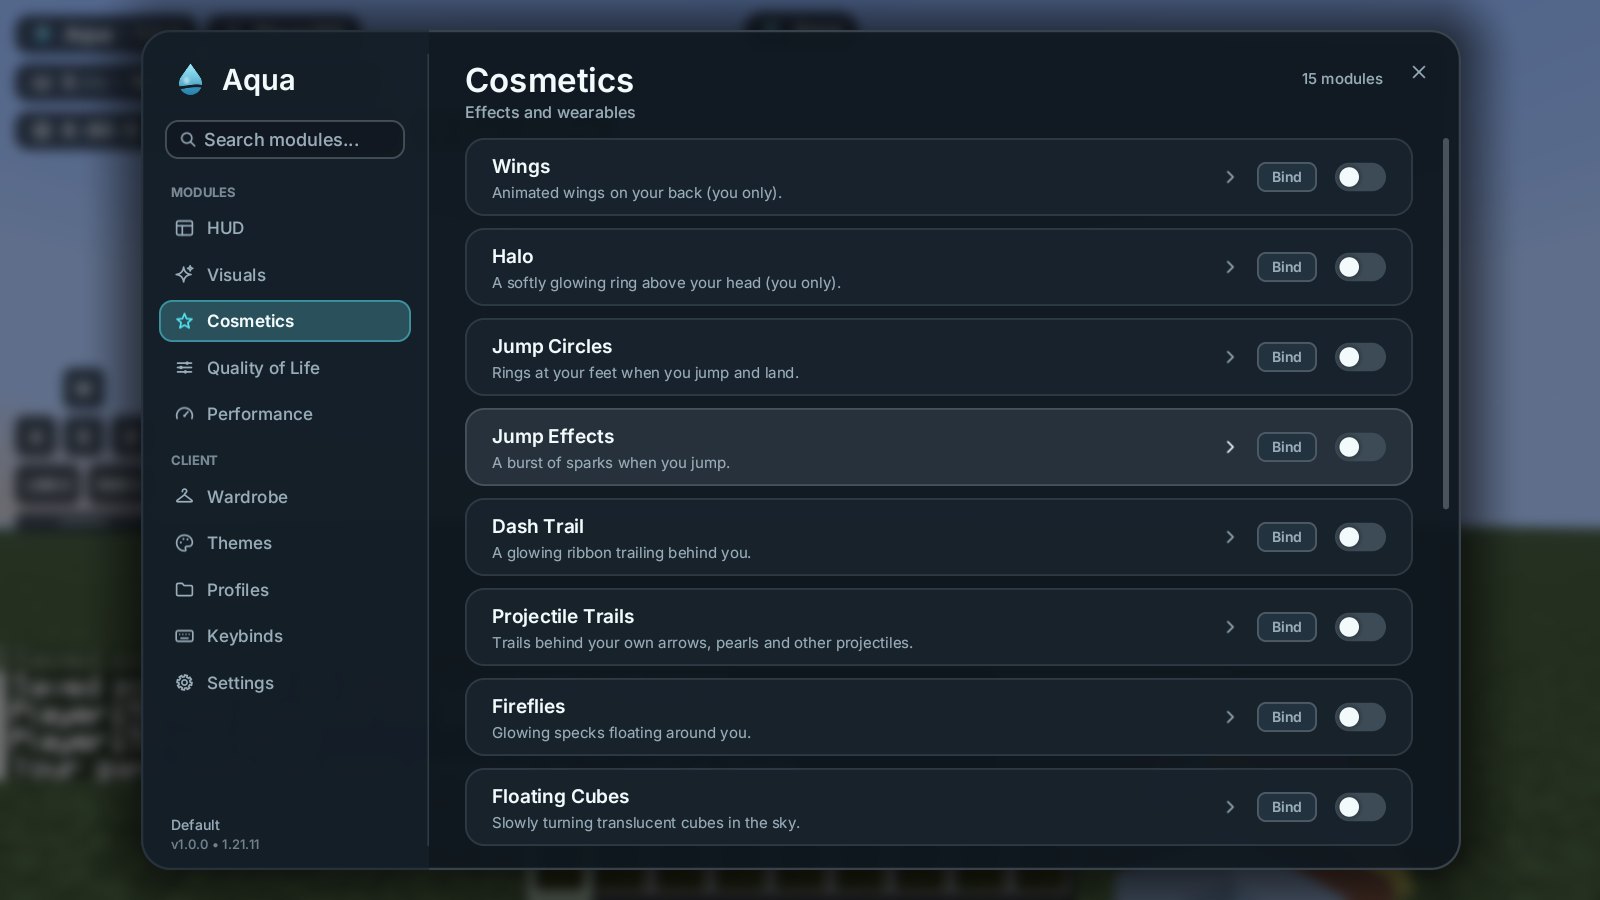 Aqua
Search modules...
MODULES
HUD
Visuals
Cosmetics
Quality of Life
Performance
CLIENT
Wardrobe
Themes
Profiles
Keybinds
Settings
Default
v1.0.0 • 1.21.11
Cosmetics
Effects and wearables
15 modules
Wings
Animated wings on your back (you only).
Bind
Halo
A softly glowing ring above your head (you only).
Bind
Jump Circles
Rings at your feet when you jump and land.
Bind
Jump Effects
A burst of sparks when you jump.
Bind
Dash Trail
A glowing ribbon trailing behind you.
Bind
Projectile Trails
Trails behind your own arrows, pearls and other projectiles.
Bind
Fireflies
Glowing specks floating around you.
Bind
Floating Cubes
Slowly turning translucent cubes in the sky.
Bind